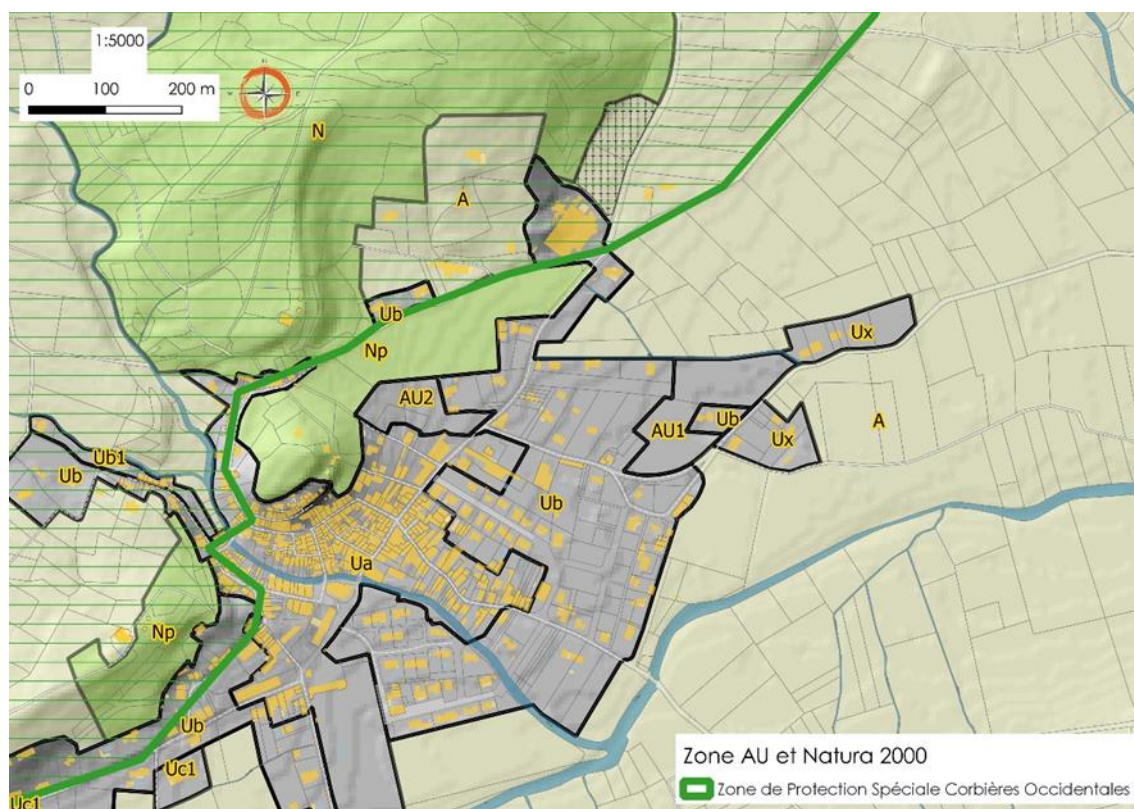 1:5000
0 100 200 m
N
A
Ub
Np
Ux
AU2
AU1
Ub
Ux
A
Ub1
Ub
Ub
Ua
Np
Ub
Uc1
Uc1
Zone AU et Natura 2000
Zone de Protection Spéciale Corbières Occidentales